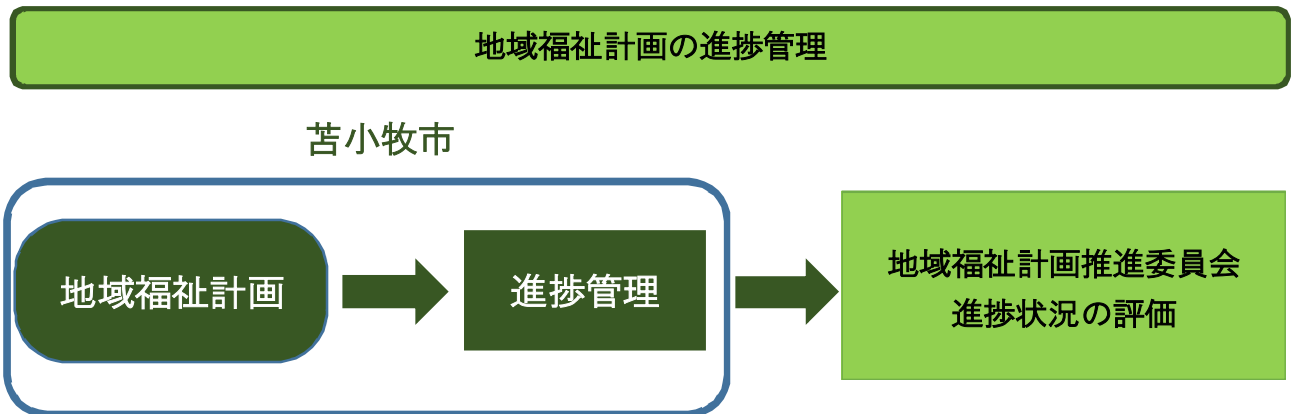 地域福祉計画の進捗管理
苫小牧市
地域福祉計画
進捗管理
地域福祉計画推進委員会
進捗状況の評価